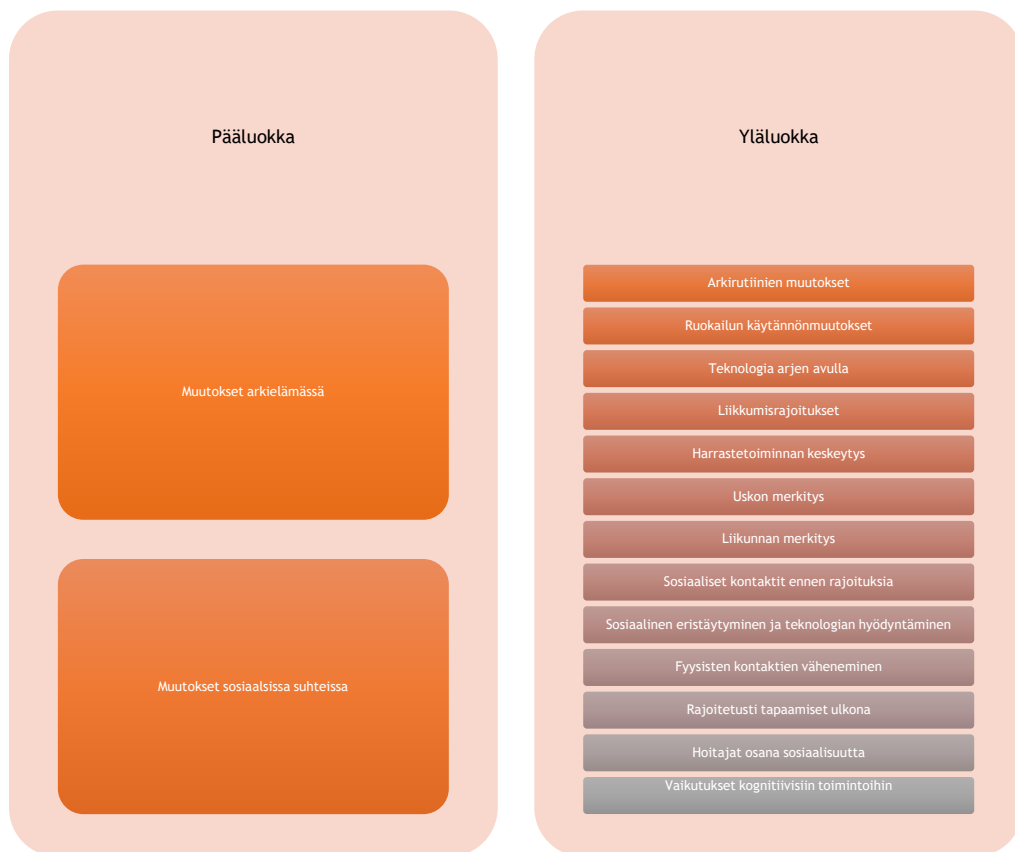 Pääluokka
Muutokset arkielämässä
Muutokset sosiaalsissa suhteissa
Yläluokka
Arkirutiinien muutokset
Ruokailun käytännönmuutokset
Teknologia arjen avulla
Liikkumisrajoitukset
Harrastetoiminnan keskeytys
Uskon merkitys
Liikunnan merkitys
Sosiaaliset kontaktit ennen rajoituksia
Sosiaalinen eristäytyminen ja teknologian hyödyntäminen
Fyysisten kontaktien väheneminen
Rajoitetusti tapaamiset ulkona
Hoitajat osana sosiaalisuutta
Vaikutukset kognitiivisiin toimintoihin